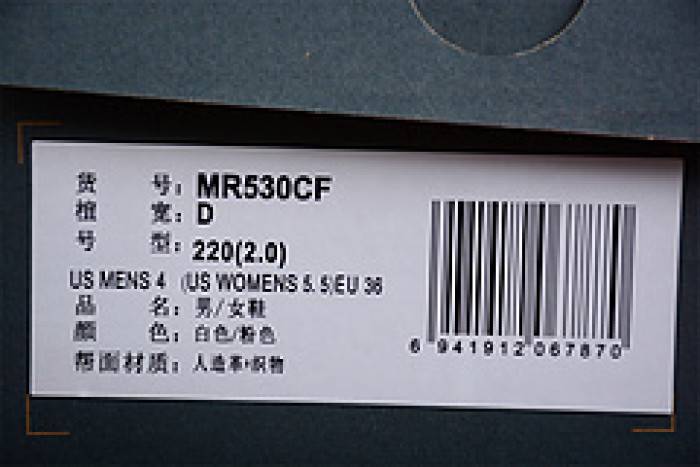 货 号：MR530CF
楦 宽：D
号 型：220(2.0)
US MENS 4 (US WOMENS 5.5)EU 36
品 名：男/女鞋
颜 色：白色/粉色
帮面材质：人造革+织物
6 941912 067870